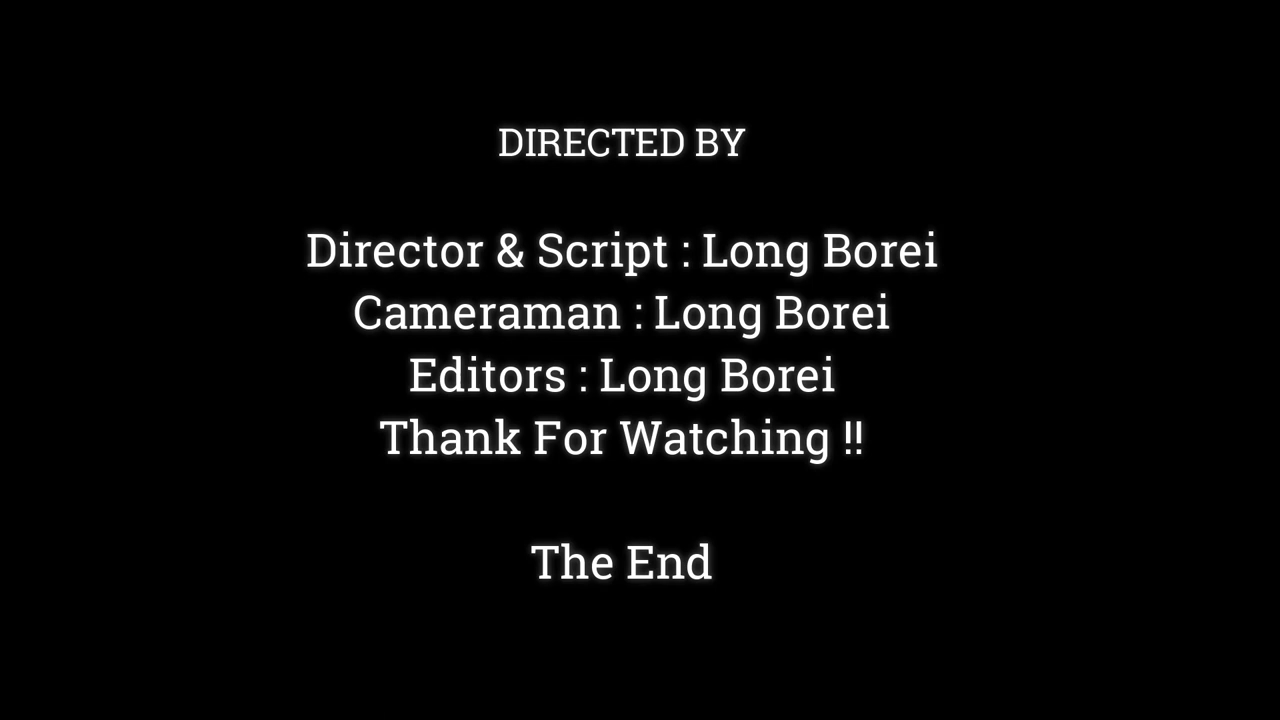 DIRECTED BY
Director & Script : Long Borei
Cameraman : Long Borei
Editors : Long Borei
Thank For Watching !!
The End